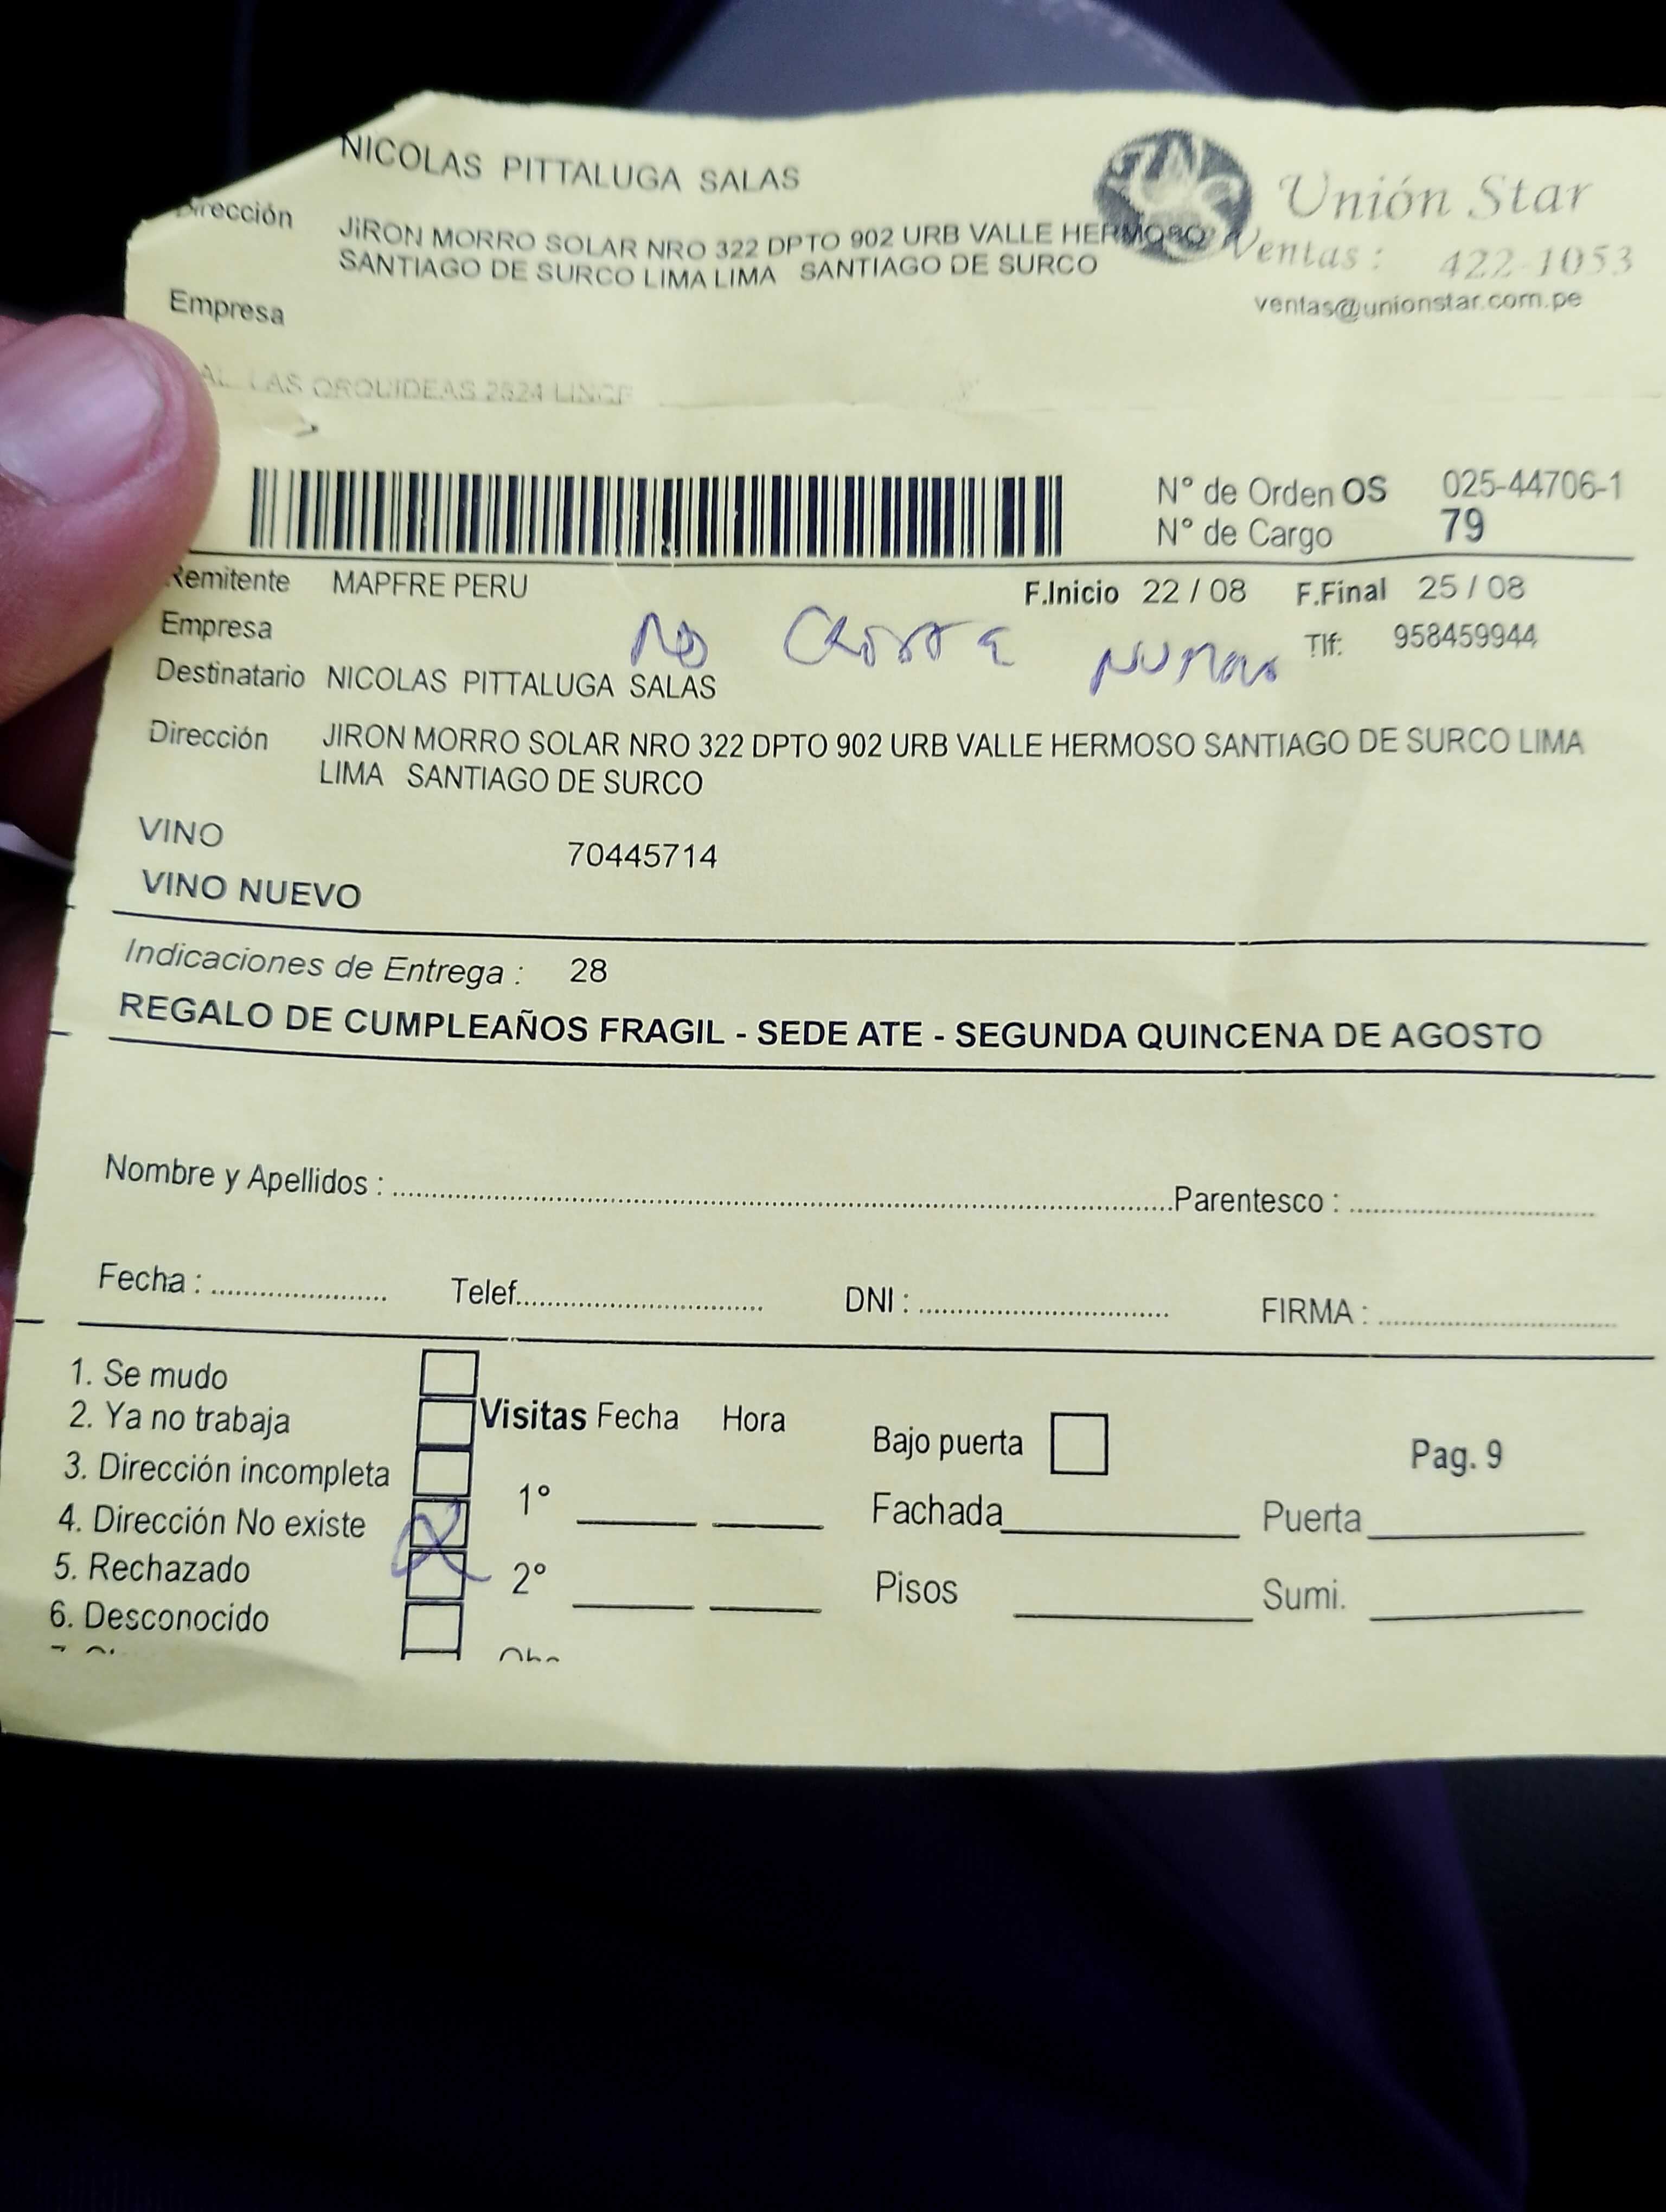 NICOLAS PITTALUGA SALAS
Unión Star
Dirección JIRON MORRO SOLAR NRO 322 DPTO 902 URB VALLE HERMOSO
SANTIAGO DE SURCO LIMA LIMA SANTIAGO DE SURCO
Ventas : 422-1053
ventas@unionstar.com.pe
Empresa
LAS ORQUIDEAS 2624 LINCE
N° de Orden OS 025-44706-1
N° de Cargo 79
Remitente MAPFRE PERU F.Inicio 22 / 08 F.Final 25 / 08
Empresa Tlf: 958459944
No
Destinatario NICOLAS PITTALUGA SALAS
Dirección JIRON MORRO SOLAR NRO 322 DPTO 902 URB VALLE HERMOSO SANTIAGO DE SURCO LIMA
LIMA SANTIAGO DE SURCO
VINO 70445714
VINO NUEVO
Indicaciones de Entrega : 28
REGALO DE CUMPLEAÑOS FRAGIL - SEDE ATE - SEGUNDA QUINCENA DE AGOSTO
Nombre y Apellidos : Parentesco :
Fecha : Telef. DNI : FIRMA :
1. Se mudo
2. Ya no trabaja Visitas Fecha Hora
Bajo puerta Pag. 9
3. Dirección incompleta
1° Fachada Puerta
4. Dirección No existe
5. Rechazado 2° Pisos Sumi.
6. Desconocido